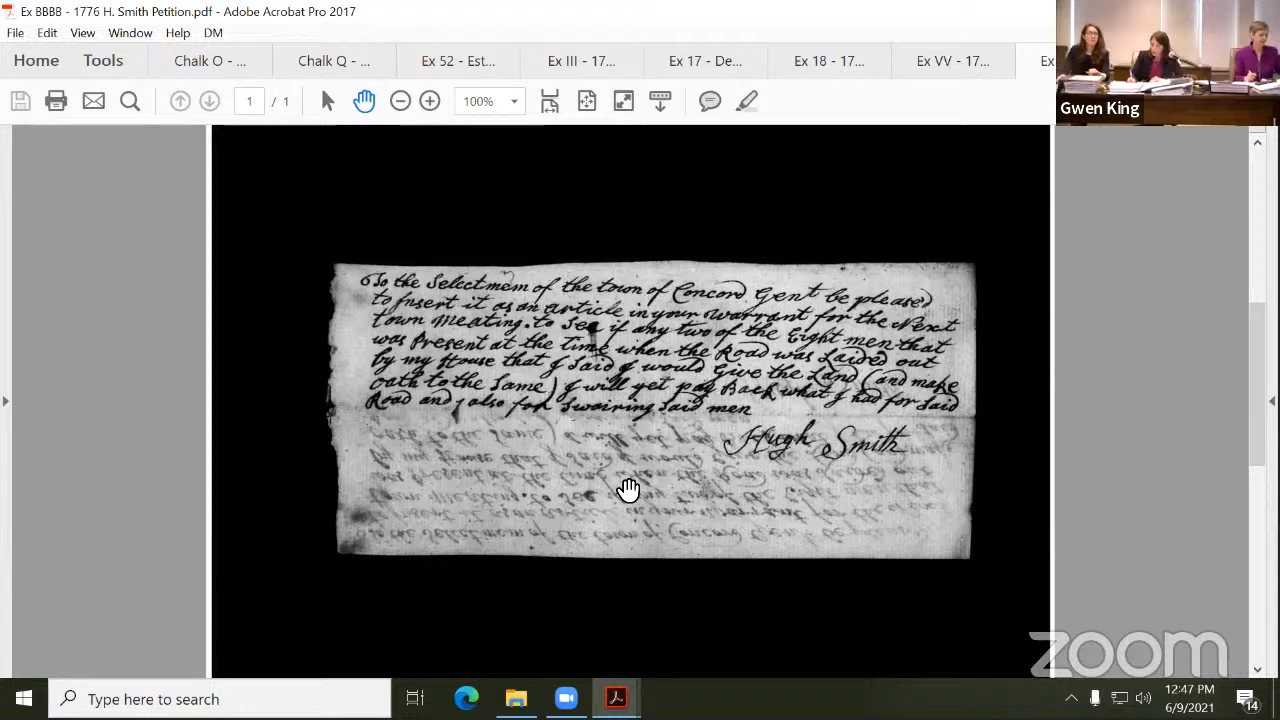 Ex BBBB - 1776 H. Smith Petition.pdf - Adobe Acrobat Pro 2017
File Edit View Window Help DM
Home Tools Chalk O - ... Chalk Q - ... Ex 52 - Est... Ex III - 17... Ex 17 - De... Ex 18 - 17... Ex VV - 17... Ex
1 / 1 100%
Gwen King
6 To the Selectmem of the town of Concord Gent be pleased
to Insert it as an article in your warrant for the Next
town Meating. to See if any two of the Eight men that
was Present at the time when the Road was Laided out
by my House that I Said I would Give the Land (and make
oath to the Same) I will yet pay Back what I had for Said
Road and also for Swairing Said men
Hugh Smith
zoom
Type here to search
12:47 PM
6/9/2021
14